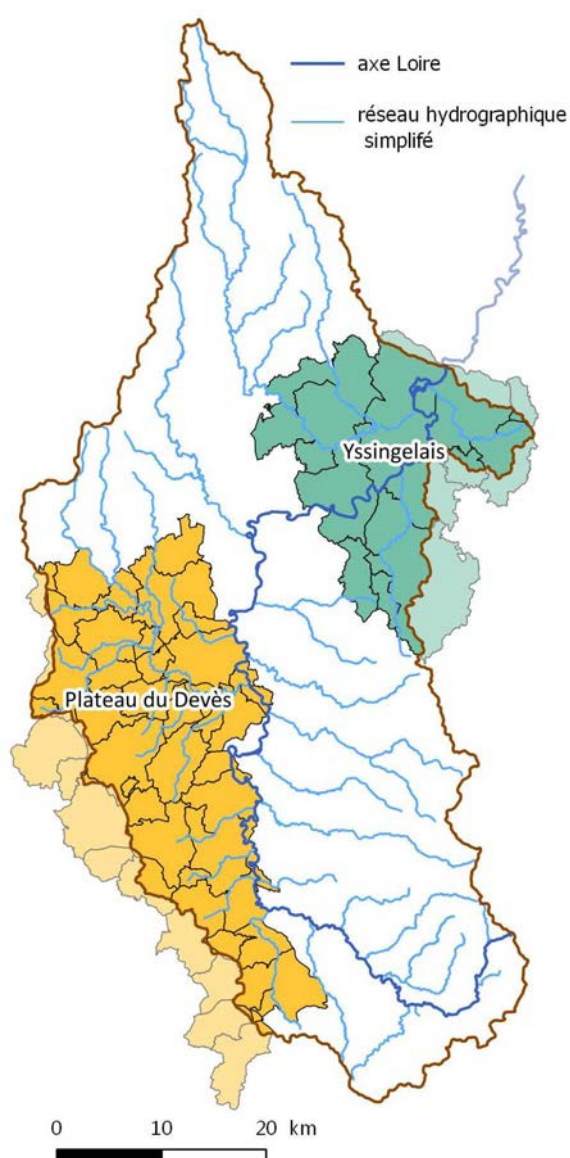 axe Loire
réseau hydrographique
simplifé
Yssingelais
Plateau du Devès
0 10 20 km